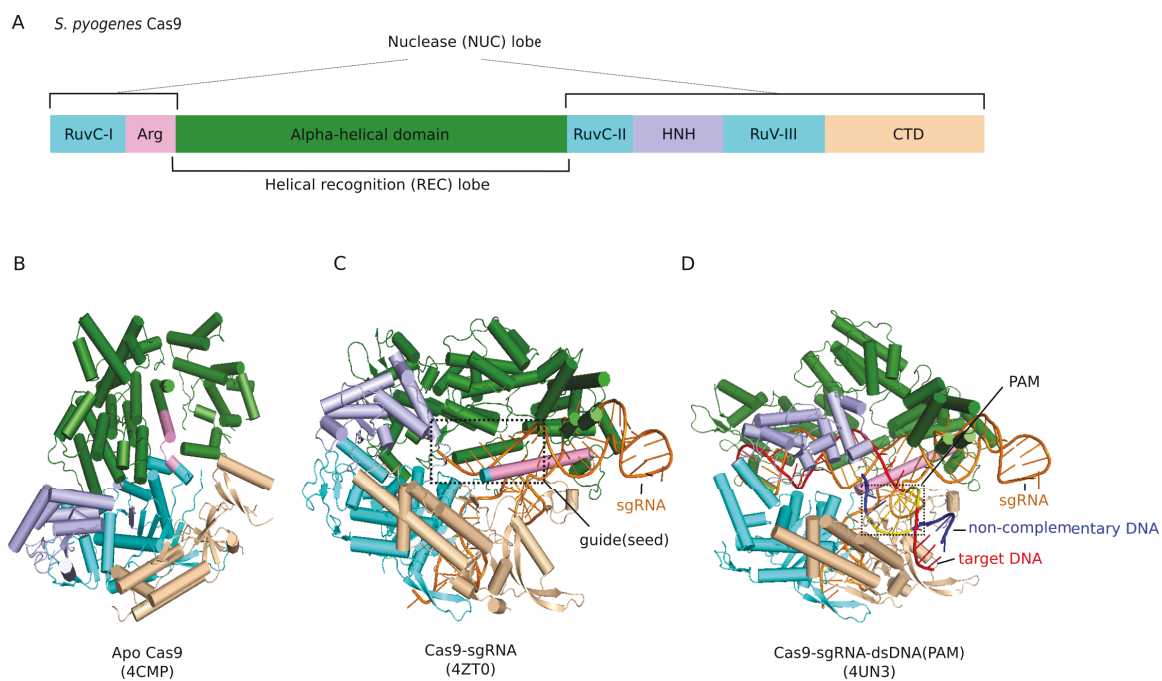 A
S. pyogenes Cas9
Nuclease (NUC) lobe
RuvC-I Arg Alpha-helical domain RuvC-II HNH RuV-III CTD
Helical recognition (REC) lobe
B
C
D
PAM
sgRNA
guide(seed)
sgRNA
non-complementary DNA
target DNA
Apo Cas9
(4CMP)
Cas9-sgRNA
(4ZT0)
Cas9-sgRNA-dsDNA(PAM)
(4UN3)